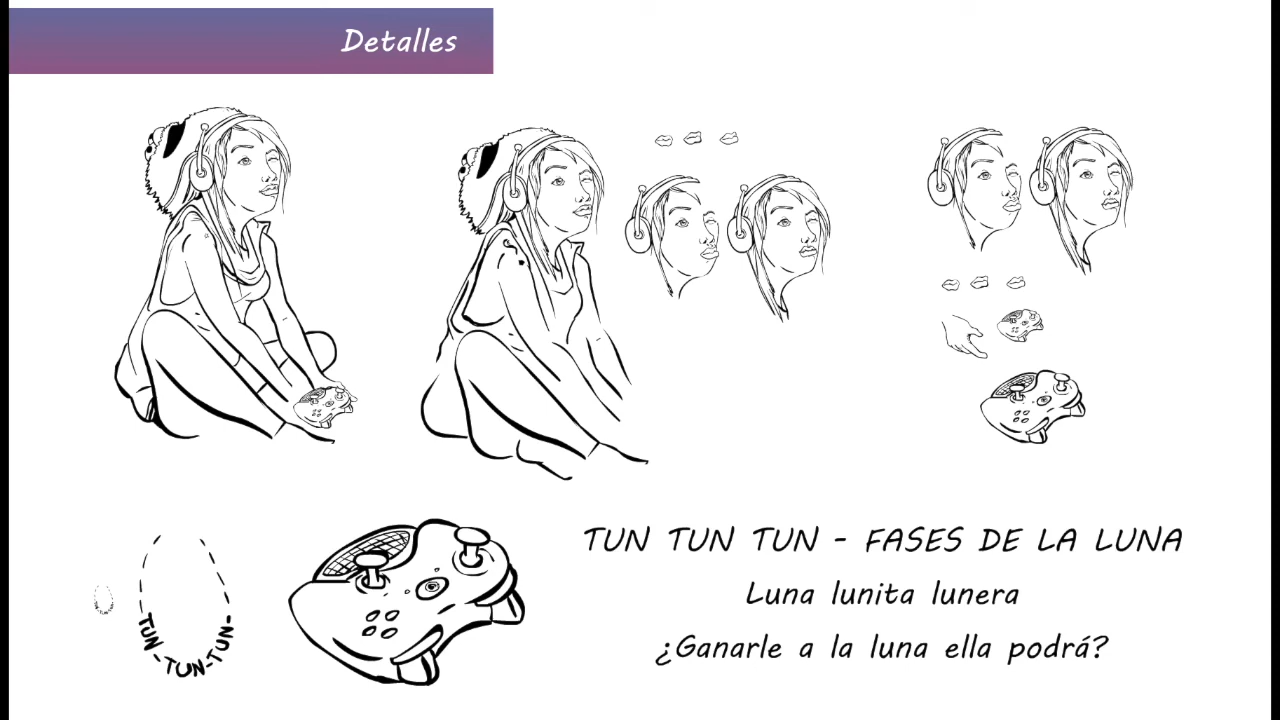 Detalles
TUN-TUN-TUN-
TUN TUN TUN - FASES DE LA LUNA
Luna lunita lunera
¿Ganarle a la luna ella podrá?